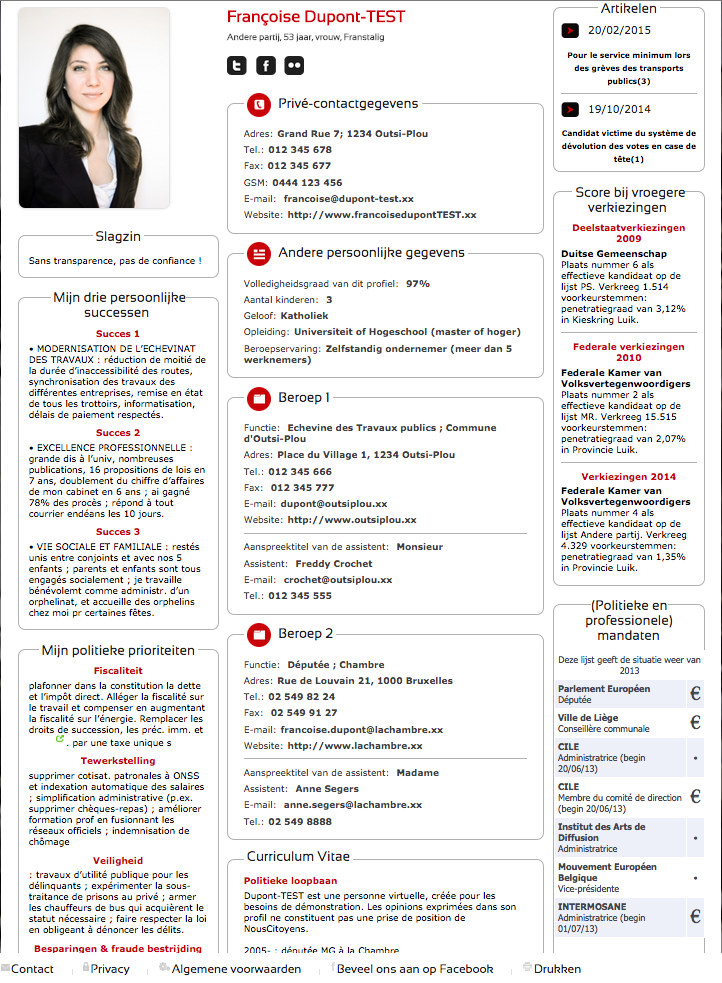 Françoise Dupont-TEST
Andere partij, 53 jaar, vrouw, Franstalig
Slagzin
Sans transparence, pas de confiance !
Mijn drie persoonlijke
successen
Succes 1
• MODERNISATION DE L'ECHEVINAT
DES TRAVAUX : réduction de moitié de
la durée d'inaccessibilité des routes,
synchronisation des travaux des
différentes entreprises, remise en état
de tous les trottoirs, informatisation,
délais de paiement respectés.
Succes 2
• EXCELLENCE PROFESSIONNELLE :
grande dis à l'univ, nombreuses
publications, 16 propositions de lois en
7 ans, doublement du chiffre d'affaires
de mon cabinet en 6 ans ; ai gagné
78% des procès ; répond à tout
courrier endéans les 10 jours.
Succes 3
• VIE SOCIALE ET FAMILIALE : restés
unis entre conjoints et avec nos 5
enfants ; parents et enfants sont tous
engagés socialement ; je travaille
bénévolemt comme administr. d'un
orphelinat, et accueille des orphelins
chez moi pr certaines fêtes.
Mijn politieke prioriteiten
Fiscaliteit
plafonner dans la constitution la dette
et l'impôt direct. Alléger la fiscalité sur
le travail et compenser en augmentant
la fiscalité sur l'énergie. Remplacer les
droits de succession, les préc. imm. et
. par une taxe unique s
Tewerkstelling
supprimer cotisat. patronales à ONSS
et indexation automatique des salaires
; simplification administrative (p.ex.
supprimer chèques-repas) ; améliorer
formation prof en fusionnant les
réseaux officiels ; indemnisation de
chômage
Veiligheid
: travaux d'utilité publique pour les
délinquants ; expérimenter la sous-
traitance de prisons au privé ; armer
les chauffeurs de bus qui acquièrent le
statut nécessaire ; faire respecter la loi
en obligeant à dénoncer les délits.
Besparingen & fraude bestrijding
Privé-contactgegevens
Adres: Grand Rue 7; 1234 Outsi-Plou
Tel.: 012 345 678
Fax: 012 345 677
GSM: 0444 123 456
E-mail: francoise@dupont-test.xx
Website: http://www.francoisedupontTEST.xx
Andere persoonlijke gegevens
Volledigheidsgraad van dit profiel: 97%
Aantal kinderen: 3
Geloof: Katholiek
Opleiding: Universiteit of Hogeschool (master of hoger)
Beroepservaring: Zelfstandig ondernemer (meer dan 5
werknemers)
Beroep 1
Functie: Echevine des Travaux publics ; Commune
d'Outsi-Plou
Adres: Place du Village 1, 1234 Outsi-Plou
Tel.: 012 345 666
Fax: 012 345 777
E-mail: dupont@outsiplou.xx
Website: http://www.outsiplou.xx
Aanspreektitel van de assistent: Monsieur
Assistent: Freddy Crochet
E-mail: crochet@outsiplou.xx
Tel.: 012 345 555
Beroep 2
Functie: Députée ; Chambre
Adres: Rue de Louvain 21, 1000 Bruxelles
Tel.: 02 549 82 24
Fax: 02 549 91 27
E-mail: francoise.dupont@lachambre.xx
Website: http://www.lachambre.xx
Aanspreektitel van de assistent: Madame
Assistent: Anne Segers
E-mail: anne.segers@lachambre.xx
Tel.: 02 549 8888
Curriculum Vitae
Politieke loopbaan
Dupont-TEST est une personne virtuelle, créée pour les
besoins de démonstration. Les opinions exprimées dans son
profil ne constituent pas une prise de position de
NousCitoyens.
2005- : députée MG à la Chambre
Artikelen
20/02/2015
Pour le service minimum lors
des grèves des transports
publics(3)
19/10/2014
Candidat victime du système de
dévolution des votes en case de
tête(1)
Score bij vroegere
verkiezingen
Deelstaatverkiezingen
2009
Duitse Gemeenschap
Plaats nummer 6 als
effectieve kandidaat op de
lijst PS. Verkreeg 1.514
voorkeurstemmen:
penetratiegraad van 3,12%
in Kieskring Luik.
Federale verkiezingen
2010
Federale Kamer van
Volksvertegenwoordigers
Plaats nummer 2 als
effectieve kandidaat op de
lijst MR. Verkreeg 15.515
voorkeurstemmen:
penetratiegraad van 2,07%
in Provincie Luik.
Verkiezingen 2014
Federale Kamer van
Volksvertegenwoordigers
Plaats nummer 4 als
effectieve kandidaat op de
lijst Andere partij. Verkreeg
4.329 voorkeurstemmen:
penetratiegraad van 1,35%
in Provincie Luik.
(Politieke en
professionele)
mandaten
Deze lijst geeft de situatie weer van
2013
Parlement Européen
Députée €
Ville de Liège
Conseillère communale €
CILE
Administratrice (begin •
20/06/13)
CILE
Membre du comité de direction €
(begin 20/06/13)
Institut des Arts de
Diffusion •
Administratrice
Mouvement Européen
Belgique •
Vice-présidente
INTERMOSANE
Administratrice (begin €
01/07/13)
Contact Privacy Algemene voorwaarden Beveel ons aan op Facebook Drukken